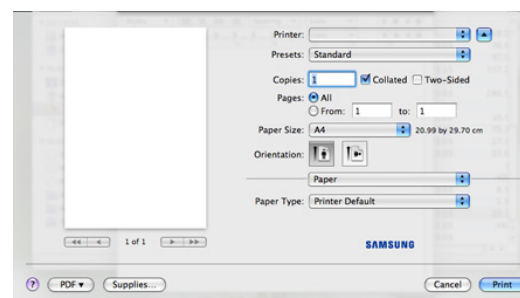 Printer:
Presets: Standard
Copies: 1 Collated Two-Sided
Pages: All
From: 1 to: 1
Paper Size: A4 20.99 by 29.70 cm
Orientation:
Paper
Paper Type: Printer Default
1 of 1
SAMSUNG
? PDF Supplies... Cancel Print